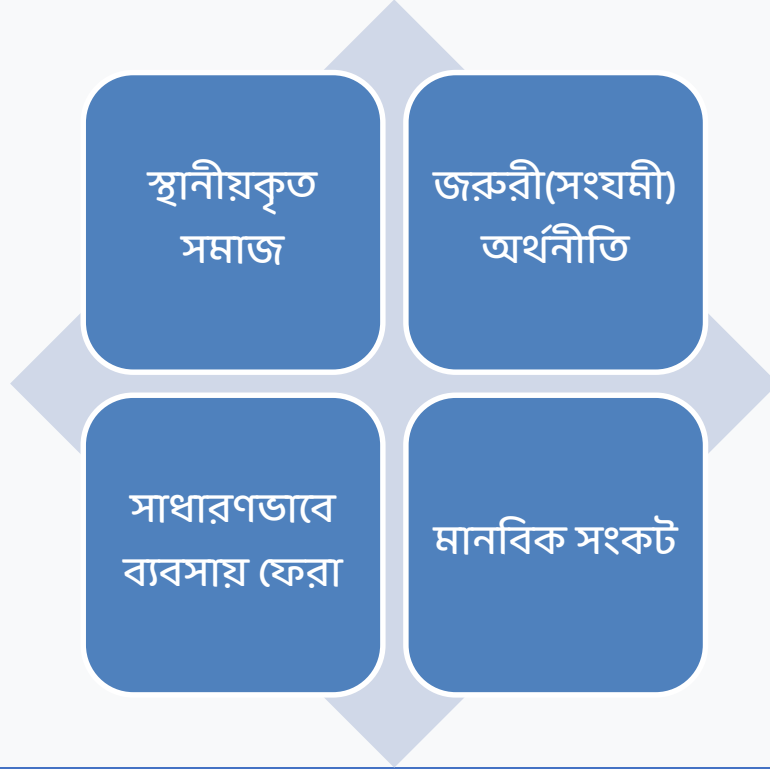 স্থানীয়কৃত
সমাজ
জরুরী(সংযমী)
অর্থনীতি
সাধারণভাবে
ব্যবসায় ফেরা
মানবিক সংকট